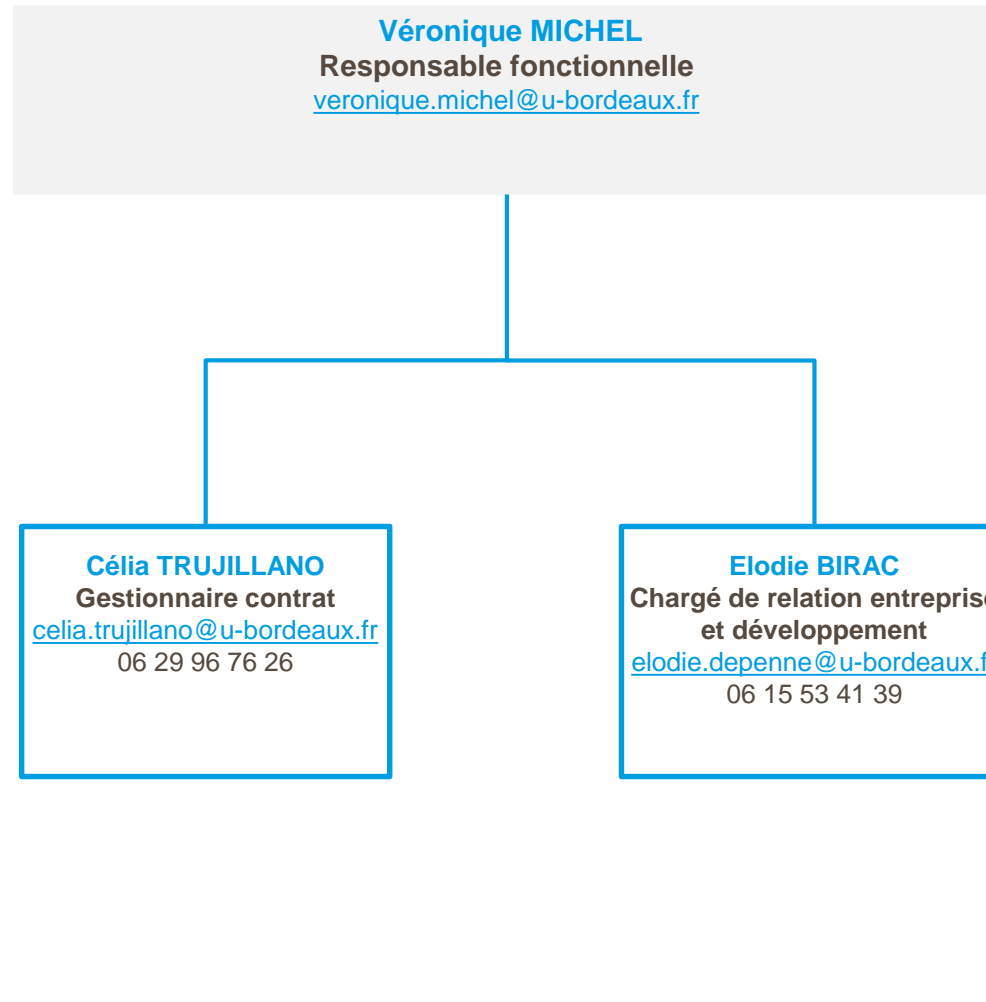 Véronique MICHEL
Responsable fonctionnelle
veronique.michel@u-bordeaux.fr
Célia TRUJILLANO
Gestionnaire contrat
celia.trujillano@u-bordeaux.fr
06 29 96 76 26
Elodie BIRAC
Chargé de relation entreprise
et développement
elodie.depenne@u-bordeaux.f
06 15 53 41 39